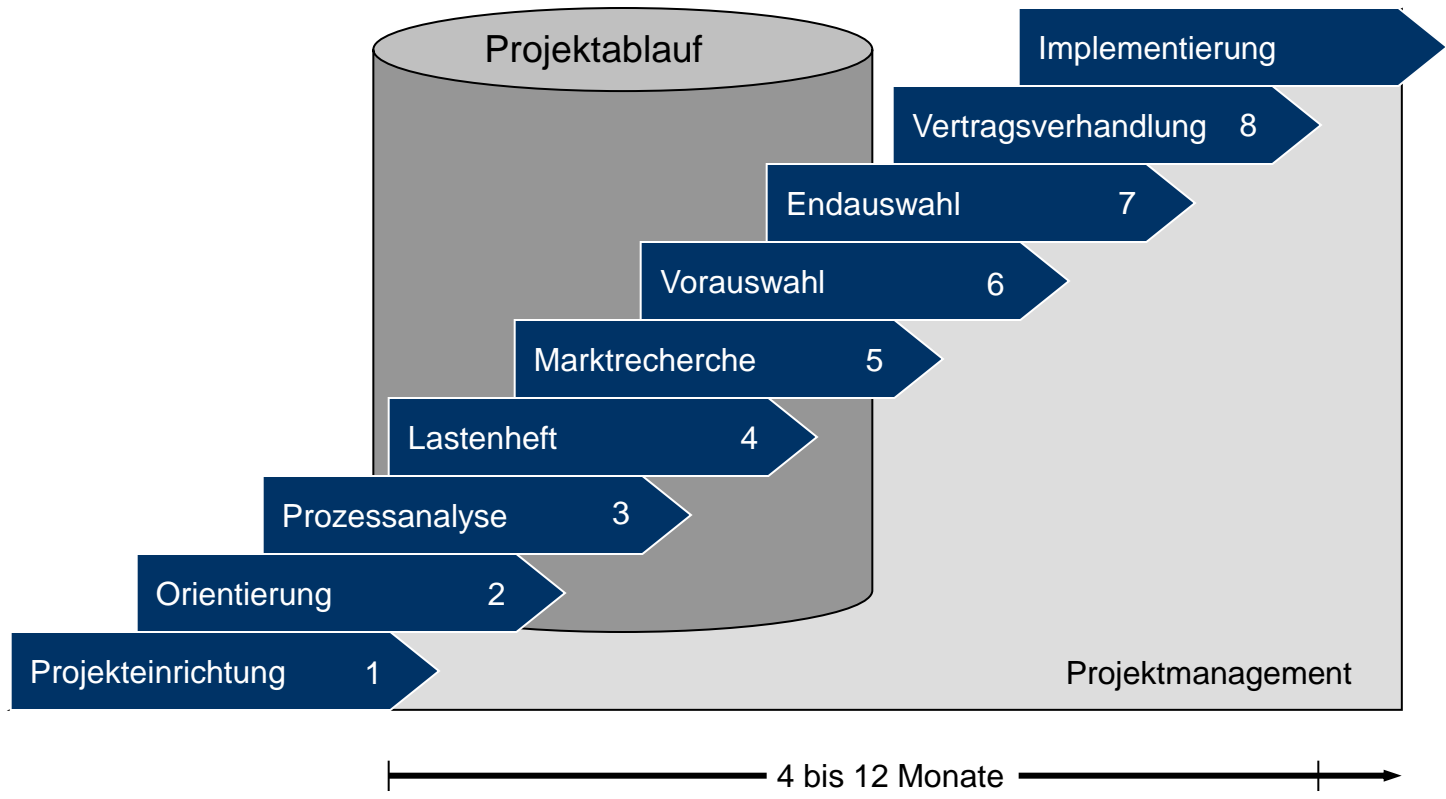 Projektablauf
Implementierung
Vertragsverhandlung 8
Endauswahl 7
Vorauswahl 6
Marktrecherche 5
Lastenheft 4
Prozessanalyse 3
Orientierung 2
Projekteinrichtung 1
Projektmanagement
4 bis 12 Monate